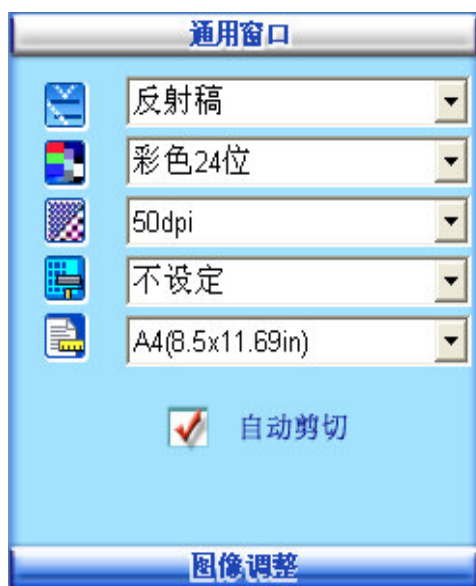 通用窗口
反射稿
彩色24位
50dpi
不设定
A4(8.5x11.69in)
自动剪切
图像调整